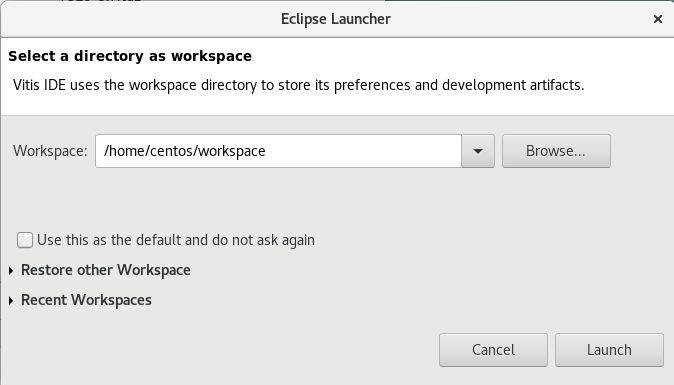 Eclipse Launcher
Select a directory as workspace
Vitis IDE uses the workspace directory to store its preferences and development artifacts.
Workspace: /home/centos/workspace Browse...
Use this as the default and do not ask again
Restore other Workspace
Recent Workspaces
Cancel Launch